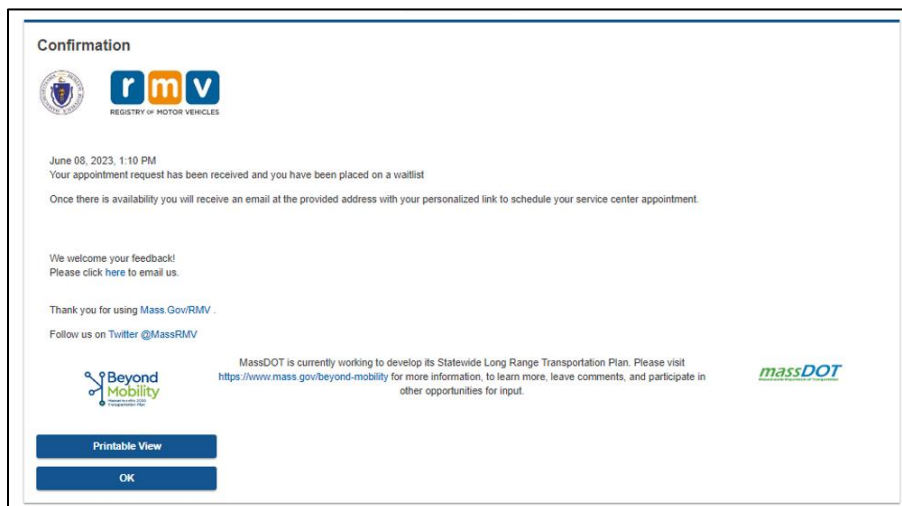 Confirmation
rmv
REGISTRY OF MOTOR VEHICLES
June 08, 2023, 1:10 PM
Your appointment request has been received and you have been placed on a waitlist
Once there is availability you will receive an email at the provided address with your personalized link to schedule your service center appointment.
We welcome your feedback!
Please click here to email us.
Thank you for using Mass.Gov/RMV .
Follow us on Twitter @MassRMV
Beyond
Mobility
MassDOT is currently working to develop its Statewide Long Range Transportation Plan. Please visit
https://www.mass.gov/beyond-mobility for more information, to learn more, leave comments, and participate in
other opportunities for input.
massDOT
Printable View
OK